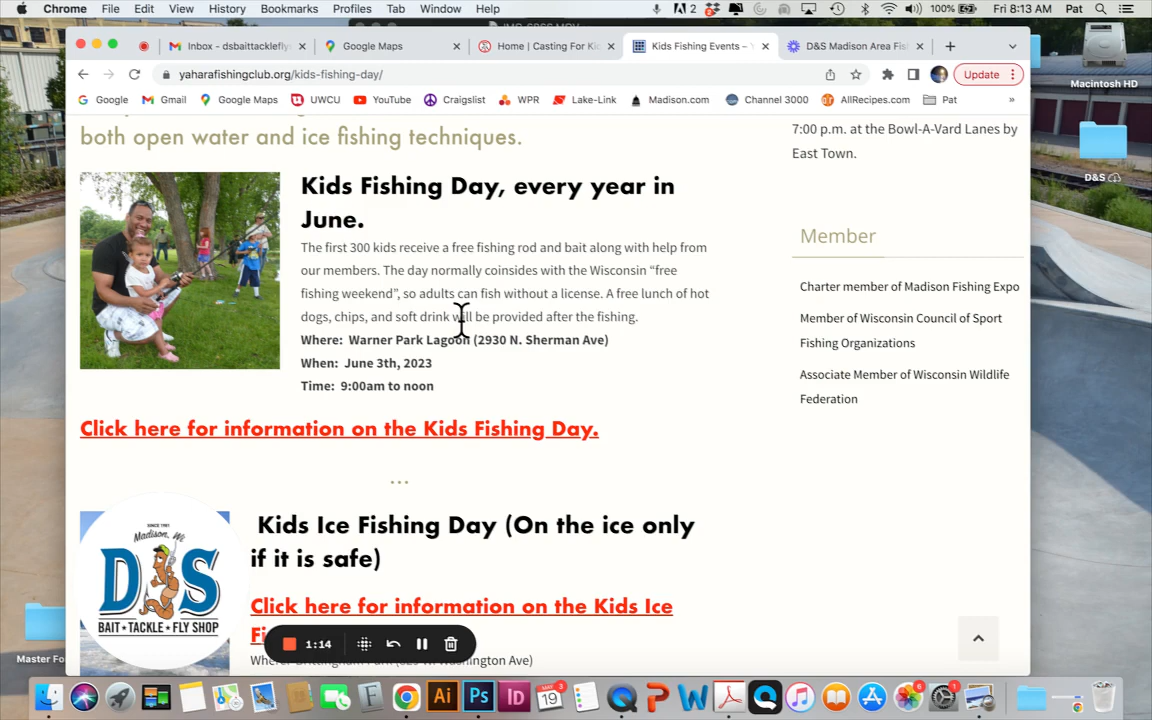 Chrome File Edit View History Bookmarks Profiles Tab Window Help 2 100% Fri 8:13 AM Pat
Inbox - dsbaittacklefly Google Maps Home | Casting For Ki Kids Fishing Events – D&S Madison Area Fis
yaharafishingclub.org/kids-fishing-day/ Update
Google Gmail Google Maps UWCU YouTube Craigslist WPR Lake-Link Madison.com Channel 3000 AllRecipes.com Pat »
Macintosh HD
D&S
both open water and ice fishing techniques.
Kids Fishing Day, every year in
June.
The first 300 kids receive a free fishing rod and bait along with help from
our members. The day normally coinsides with the Wisconsin “free
fishing weekend”, so adults can fish without a license. A free lunch of hot
dogs, chips, and soft drink will be provided after the fishing.
Where: Warner Park Lagoon (2930 N. Sherman Ave)
When: June 3th, 2023
Time: 9:00am to noon
Click here for information on the Kids Fishing Day.
...
SINCE 1981
Madison, WI
D&S
BAIT★TACKLE★FLY SHOP
Kids Ice Fishing Day (On the ice only
if it is safe)
Click here for information on the Kids Ice
1:14
7:00 p.m. at the Bowl-A-Vard Lanes by
East Town.
Member
Charter member of Madison Fishing Expo
Member of Wisconsin Council of Sport
Fishing Organizations
Associate Member of Wisconsin Wildlife
Federation
Master Fo
Ai Ps Id 19